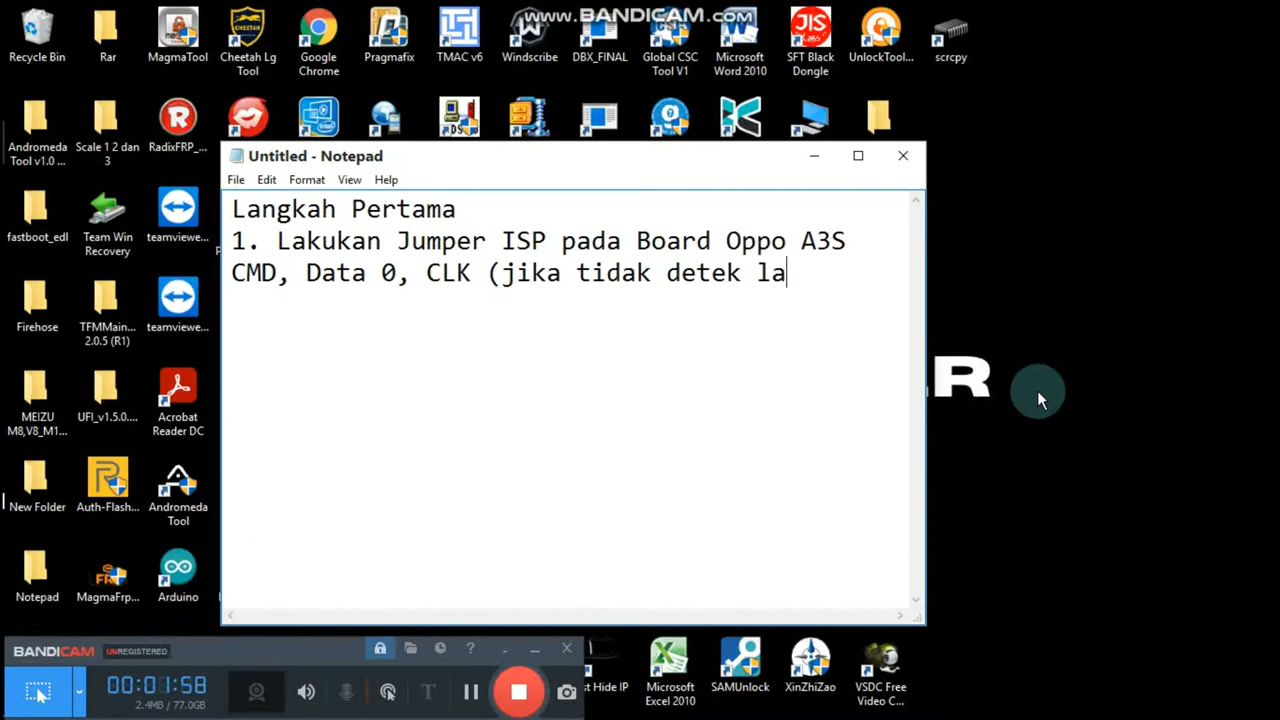 www.BANDICAM.com
Recycle Bin
Rar
MagmaTool
Cheetah Lg
Tool
Google
Chrome
Pragmafix
TMAC v6
Windscribe
DBX_FINAL
Global CSC
Tool V1
Microsoft
Word 2010
SFT Black
Dongle
UnlockTool...
scrcpy
Andromeda
Tool v1.0 ...
Scale 1 2 dan
3
RadixFRP_...
Untitled - Notepad
File Edit Format View Help
Langkah Pertama
1. Lakukan Jumper ISP pada Board Oppo A3S
CMD, Data 0, CLK (jika tidak detek la
fastboot_edl
Team Win
Recovery
teamviewe...
Firehose
TFMMain...
2.0.5 (R1)
teamviewe...
MEIZU
M8,V8_M1...
UFI_v1.5.0....
Acrobat
Reader DC
R
New Folder
Auth-Flash...
Andromeda
Tool
Notepad
MagmaFrp...
Arduino
BANDICAM UNREGISTERED
00:01:58
2.4MB / 77.0GB
t Hide IP
Microsoft
Excel 2010
SAMUnlock
XinZhiZao
VSDC Free
Video C...